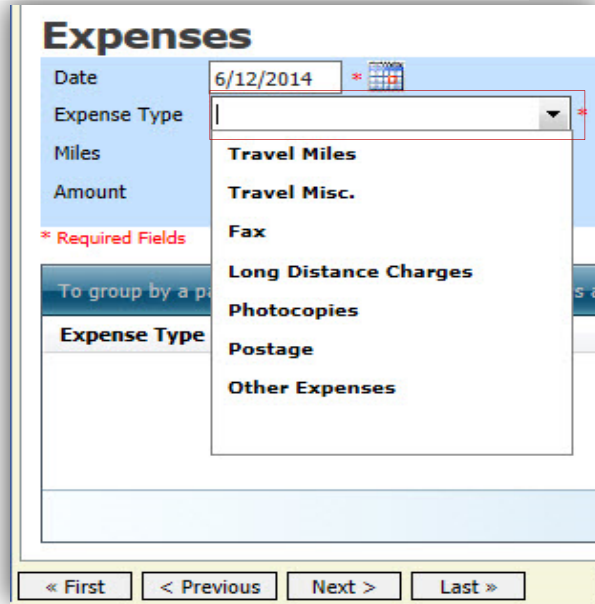 Expenses
Date 6/12/2014 *
Expense Type *
Miles
Amount
Travel Miles
Travel Misc.
Fax
Long Distance Charges
Photocopies
Postage
Other Expenses
* Required Fields
To group by a
Expense Type
« First < Previous Next > Last »